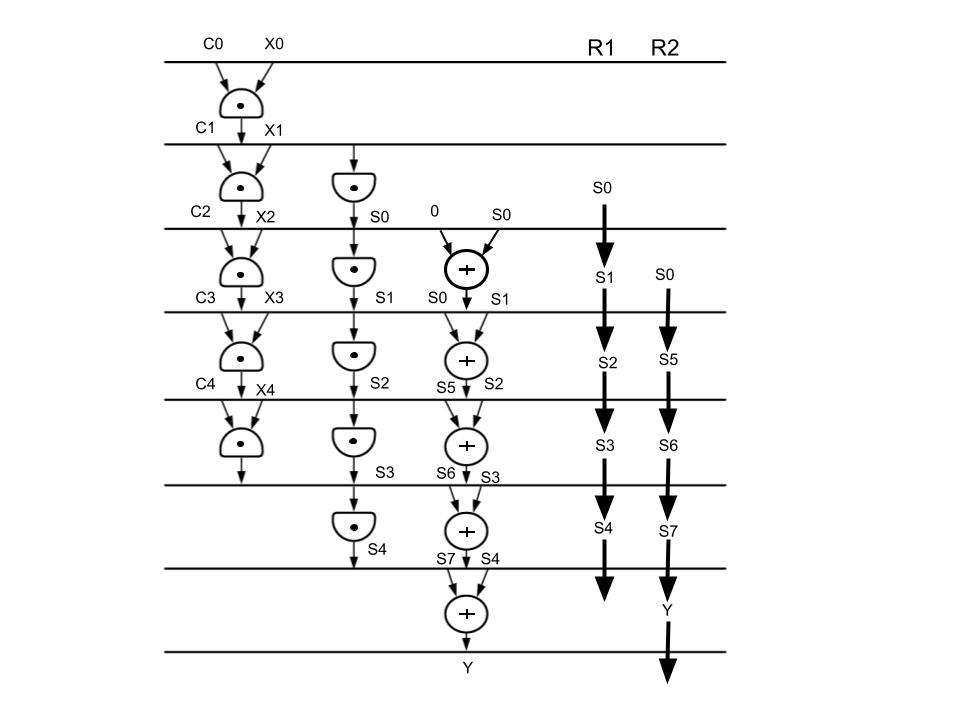 C0 X0 R1 R2
C1 X1
S0
C2 X2 S0 0 S0
S1 S0
C3 X3 S1 S0 S1
S2 S5
C4 X4 S2 S5 S2
S3 S6
S3 S6 S3
S4 S7
S4 S7 S4
Y
Y